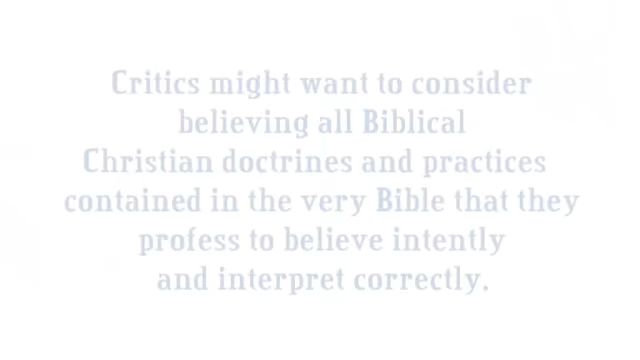 Critics might want to consider
believing all Biblical
Christian doctrines and practices
contained in the very Bible that they
profess to believe intently
and interpret correctly.